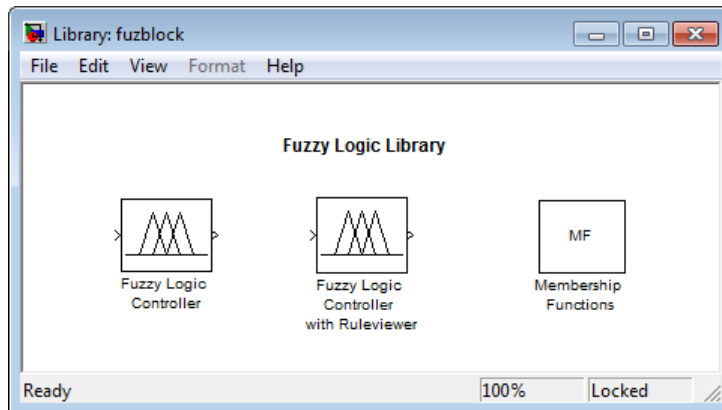 Library: fuzblock
File Edit View Format Help
Fuzzy Logic Library
MF
Fuzzy Logic
Controller
Fuzzy Logic
Controller
with Ruleviewer
Membership
Functions
Ready 100% Locked